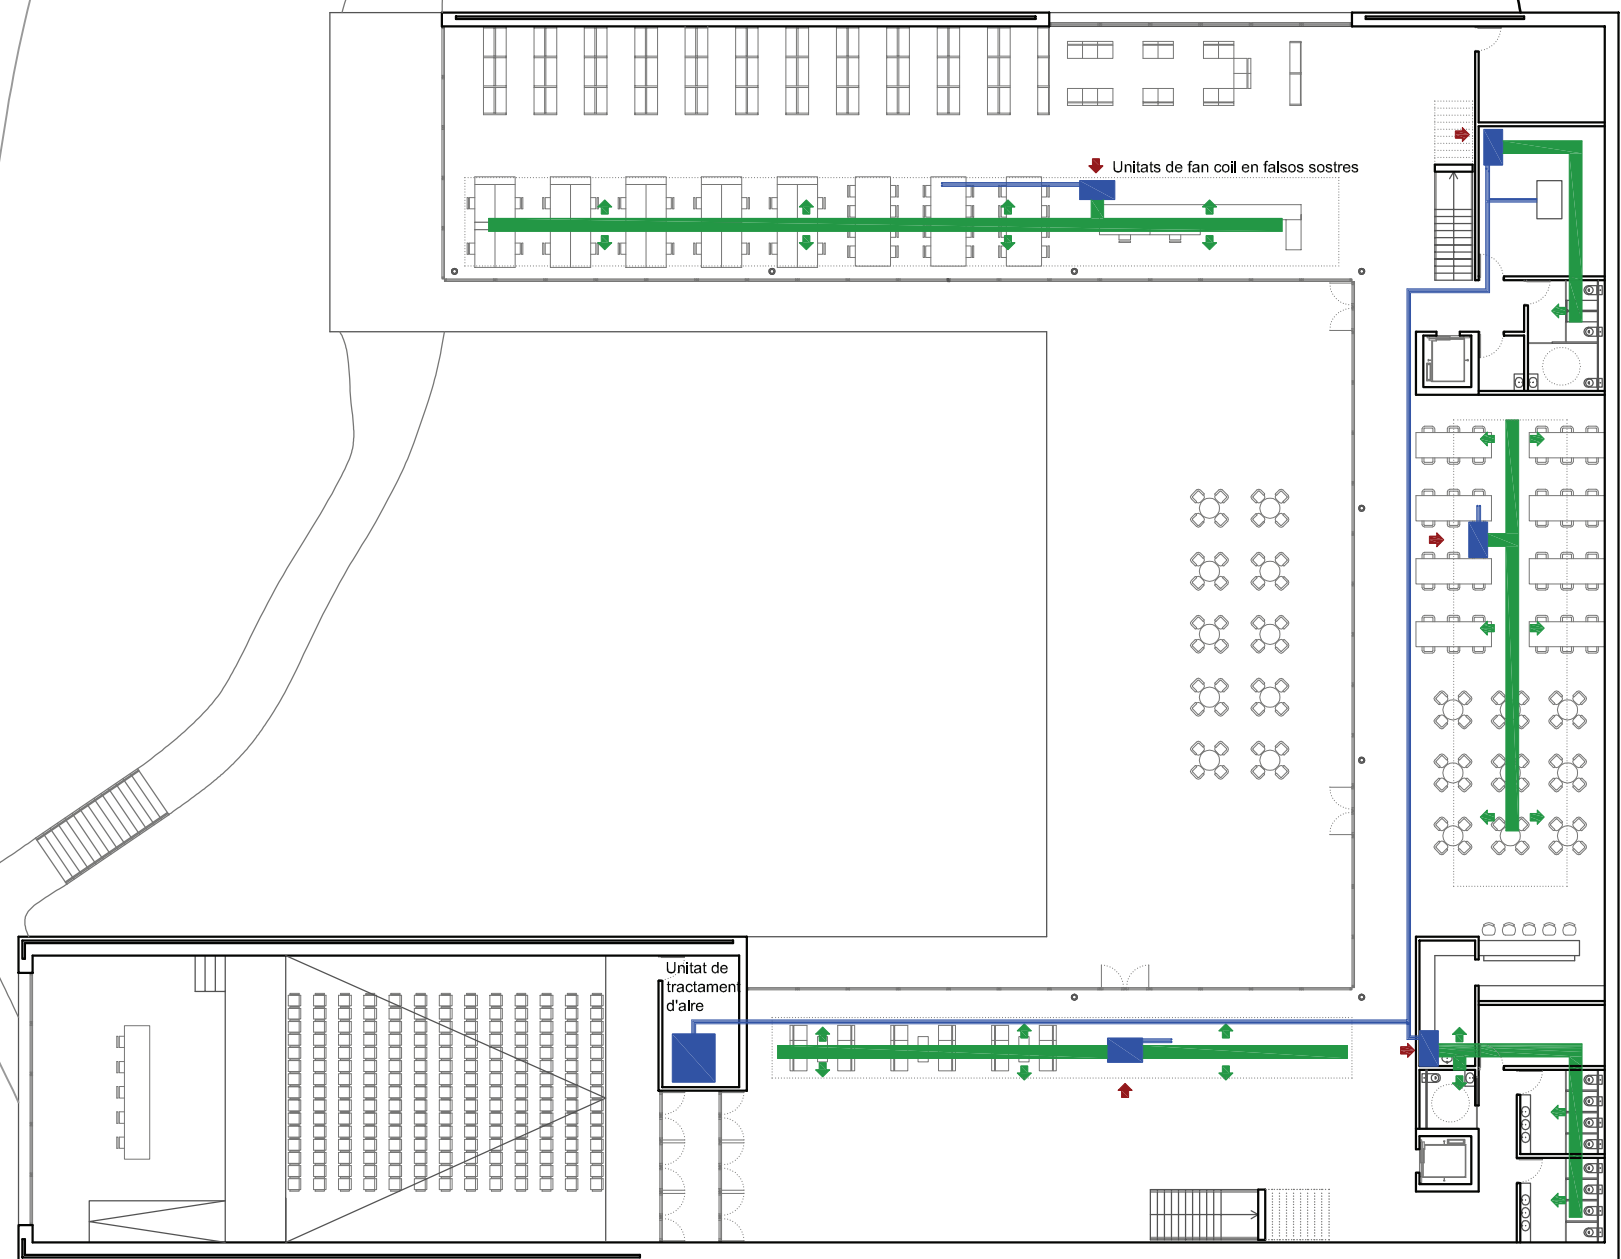 Unitats de fan coil en falsos sostres
Unitat de
tractament
d'aire